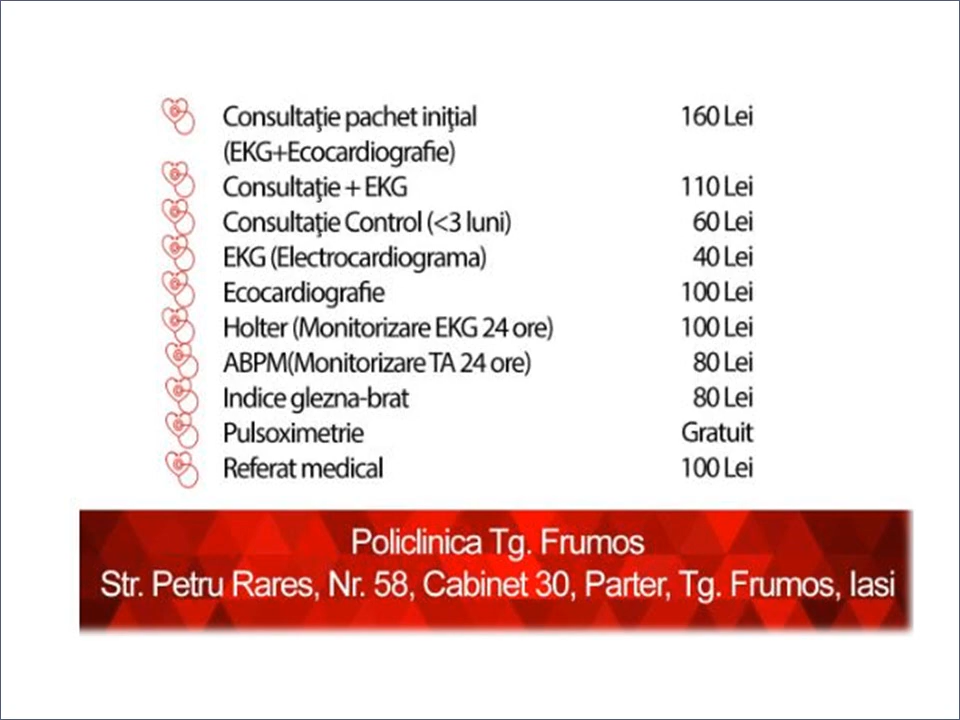 Consultaţie pachet iniţial 160 Lei
(EKG+Ecocardiografie)
Consultaţie + EKG 110 Lei
Consultaţie Control (<3 luni) 60 Lei
EKG (Electrocardiograma) 40 Lei
Ecocardiografie 100 Lei
Holter (Monitorizare EKG 24 ore) 100 Lei
ABPM(Monitorizare TA 24 ore) 80 Lei
Indice glezna-brat 80 Lei
Pulsoximetrie Gratuit
Referat medical 100 Lei
Policlinica Tg. Frumos
Str. Petru Rares, Nr. 58, Cabinet 30, Parter, Tg. Frumos, Iasi